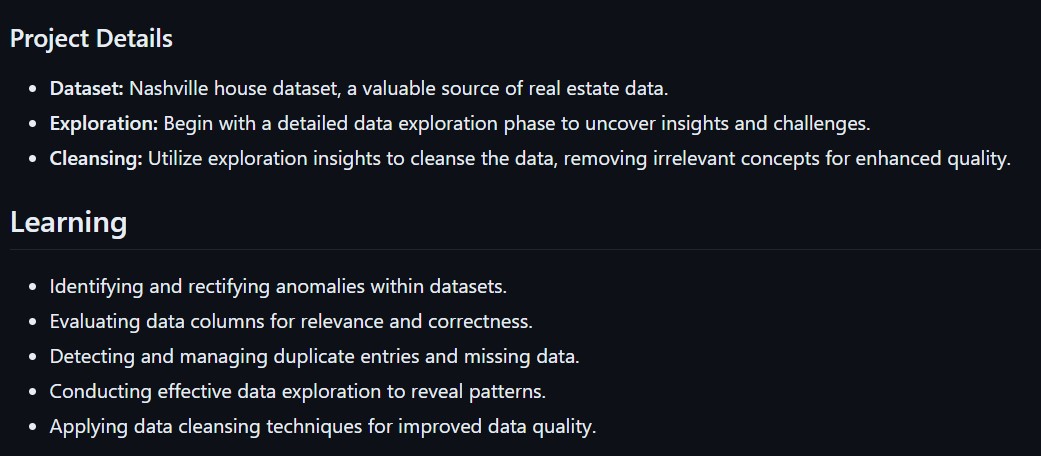 Project Details
Dataset: Nashville house dataset, a valuable source of real estate data.
Exploration: Begin with a detailed data exploration phase to uncover insights and challenges.
Cleansing: Utilize exploration insights to cleanse the data, removing irrelevant concepts for enhanced quality.
Learning
Identifying and rectifying anomalies within datasets.
Evaluating data columns for relevance and correctness.
Detecting and managing duplicate entries and missing data.
Conducting effective data exploration to reveal patterns.
Applying data cleansing techniques for improved data quality.